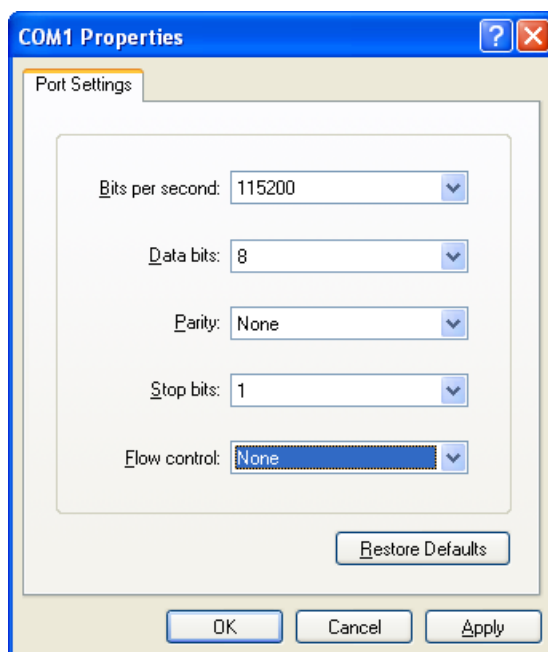 COM1 Properties
Port Settings
Bits per second: 115200
Data bits: 8
Parity: None
Stop bits: 1
Flow control: None
Restore Defaults
OK Cancel Apply